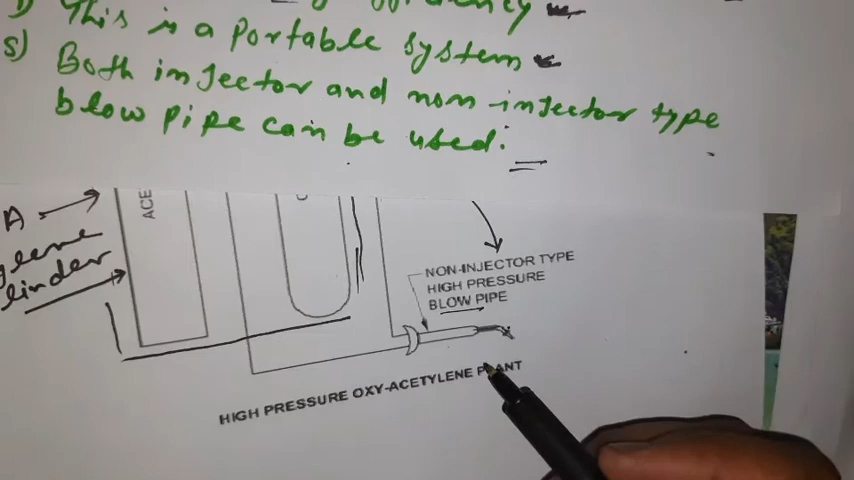 This is a Portable System
5) Both injector and non-injector type
blow pipe can be used.
A
ACE
NON-INJECTOR TYPE
HIGH PRESSURE
BLOW PIPE
HIGH PRESSURE OXY-ACETYLENE PLANT